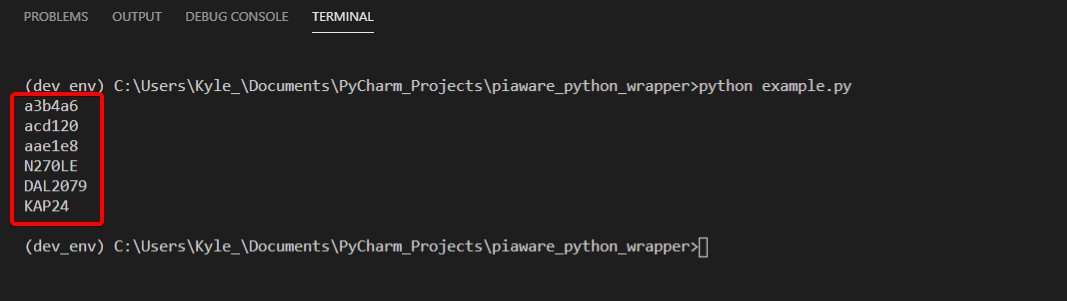 PROBLEMS OUTPUT DEBUG CONSOLE TERMINAL
(dev_env) C:\Users\Kyle_\Documents\PyCharm_Projects\piaware_python_wrapper>python example.py
a3b4a6
acd120
aae1e8
N270LE
DAL2079
KAP24
(dev_env) C:\Users\Kyle_\Documents\PyCharm_Projects\piaware_python_wrapper>